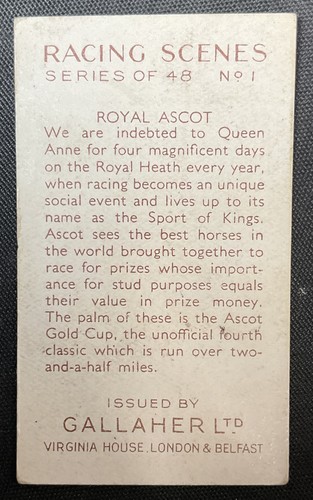 RACING SCENES
SERIES OF 48 No 1
ROYAL ASCOT
We are indebted to Queen
Anne for four magnificent days
on the Royal Heath every year,
when racing becomes an unique
social event and lives up to its
name as the Sport of Kings.
Ascot sees the best horses in
the world brought together to
race for prizes whose import-
ance for stud purposes equals
their value in prize money.
The palm of these is the Ascot
Gold Cup, the unofficial fourth
classic which is run over two-
and-a-half miles.
ISSUED BY
GALLAHER LTD
VIRGINIA HOUSE. LONDON & BELFAST